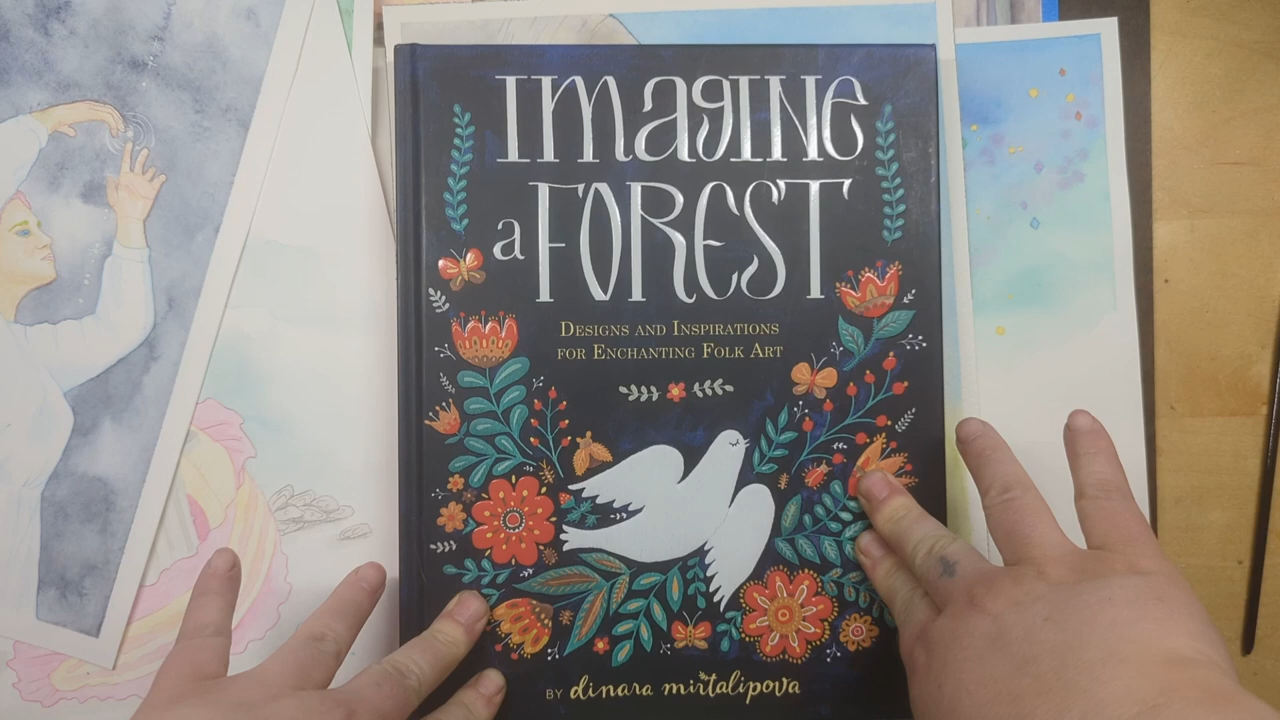 IMagiNE
a FOREST
DESIGNS AND INSPIRATIONS
FOR ENCHANTING FOLK ART
BY dinara mirtalipova